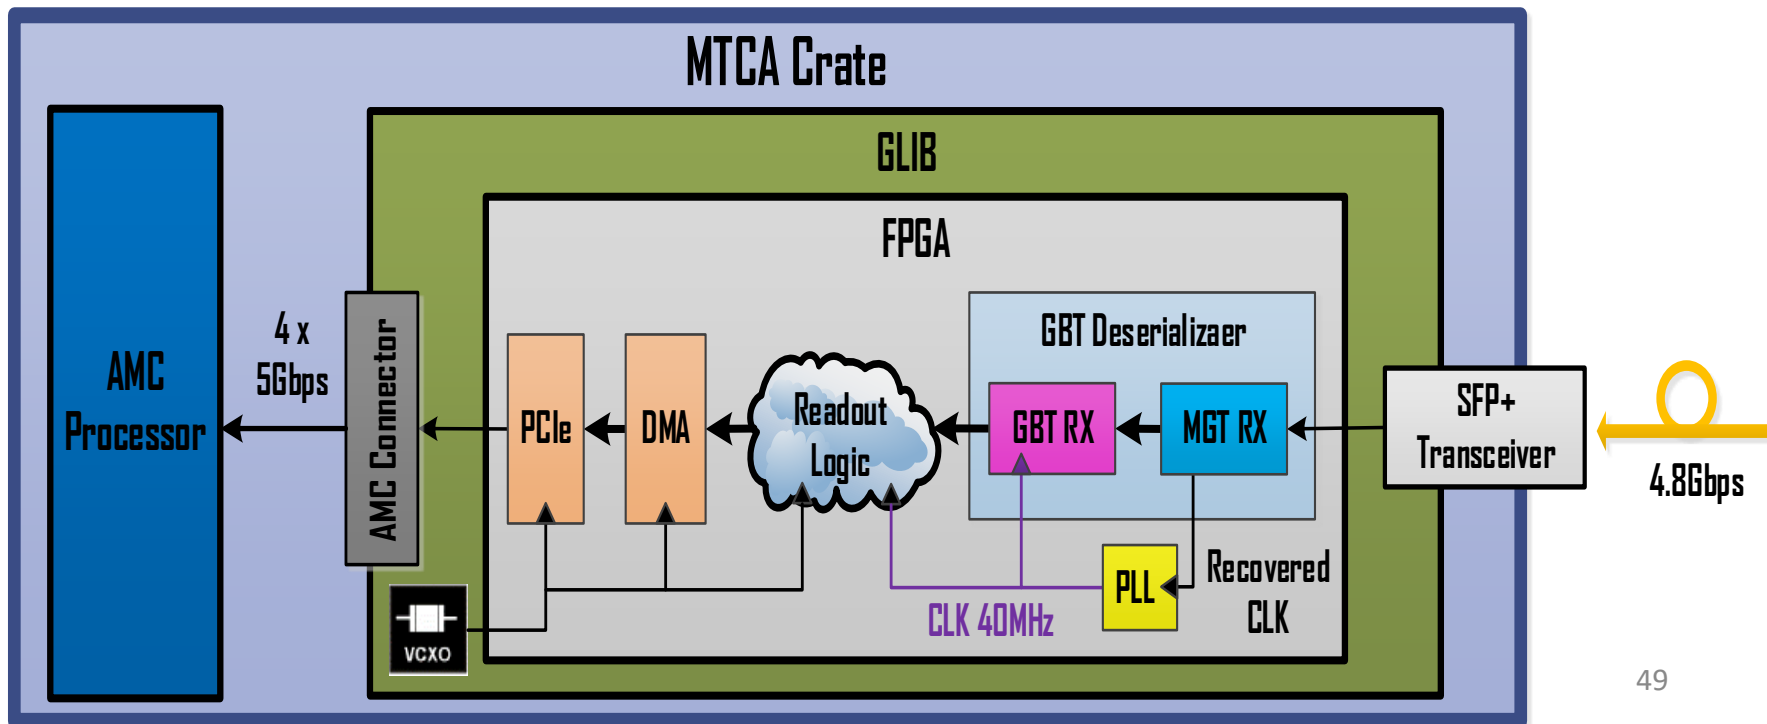 MTCA Crate
GLIB
FPGA
AMC
Processor
4 x
5Gbps
AMC Connector
PCIe
DMA
Readout
Logic
GBT Deserializaer
GBT RX
MGT RX
SFP+
Transceiver
4.8Gbps
PLL
Recovered
CLK
CLK 40MHz
VCXO
49